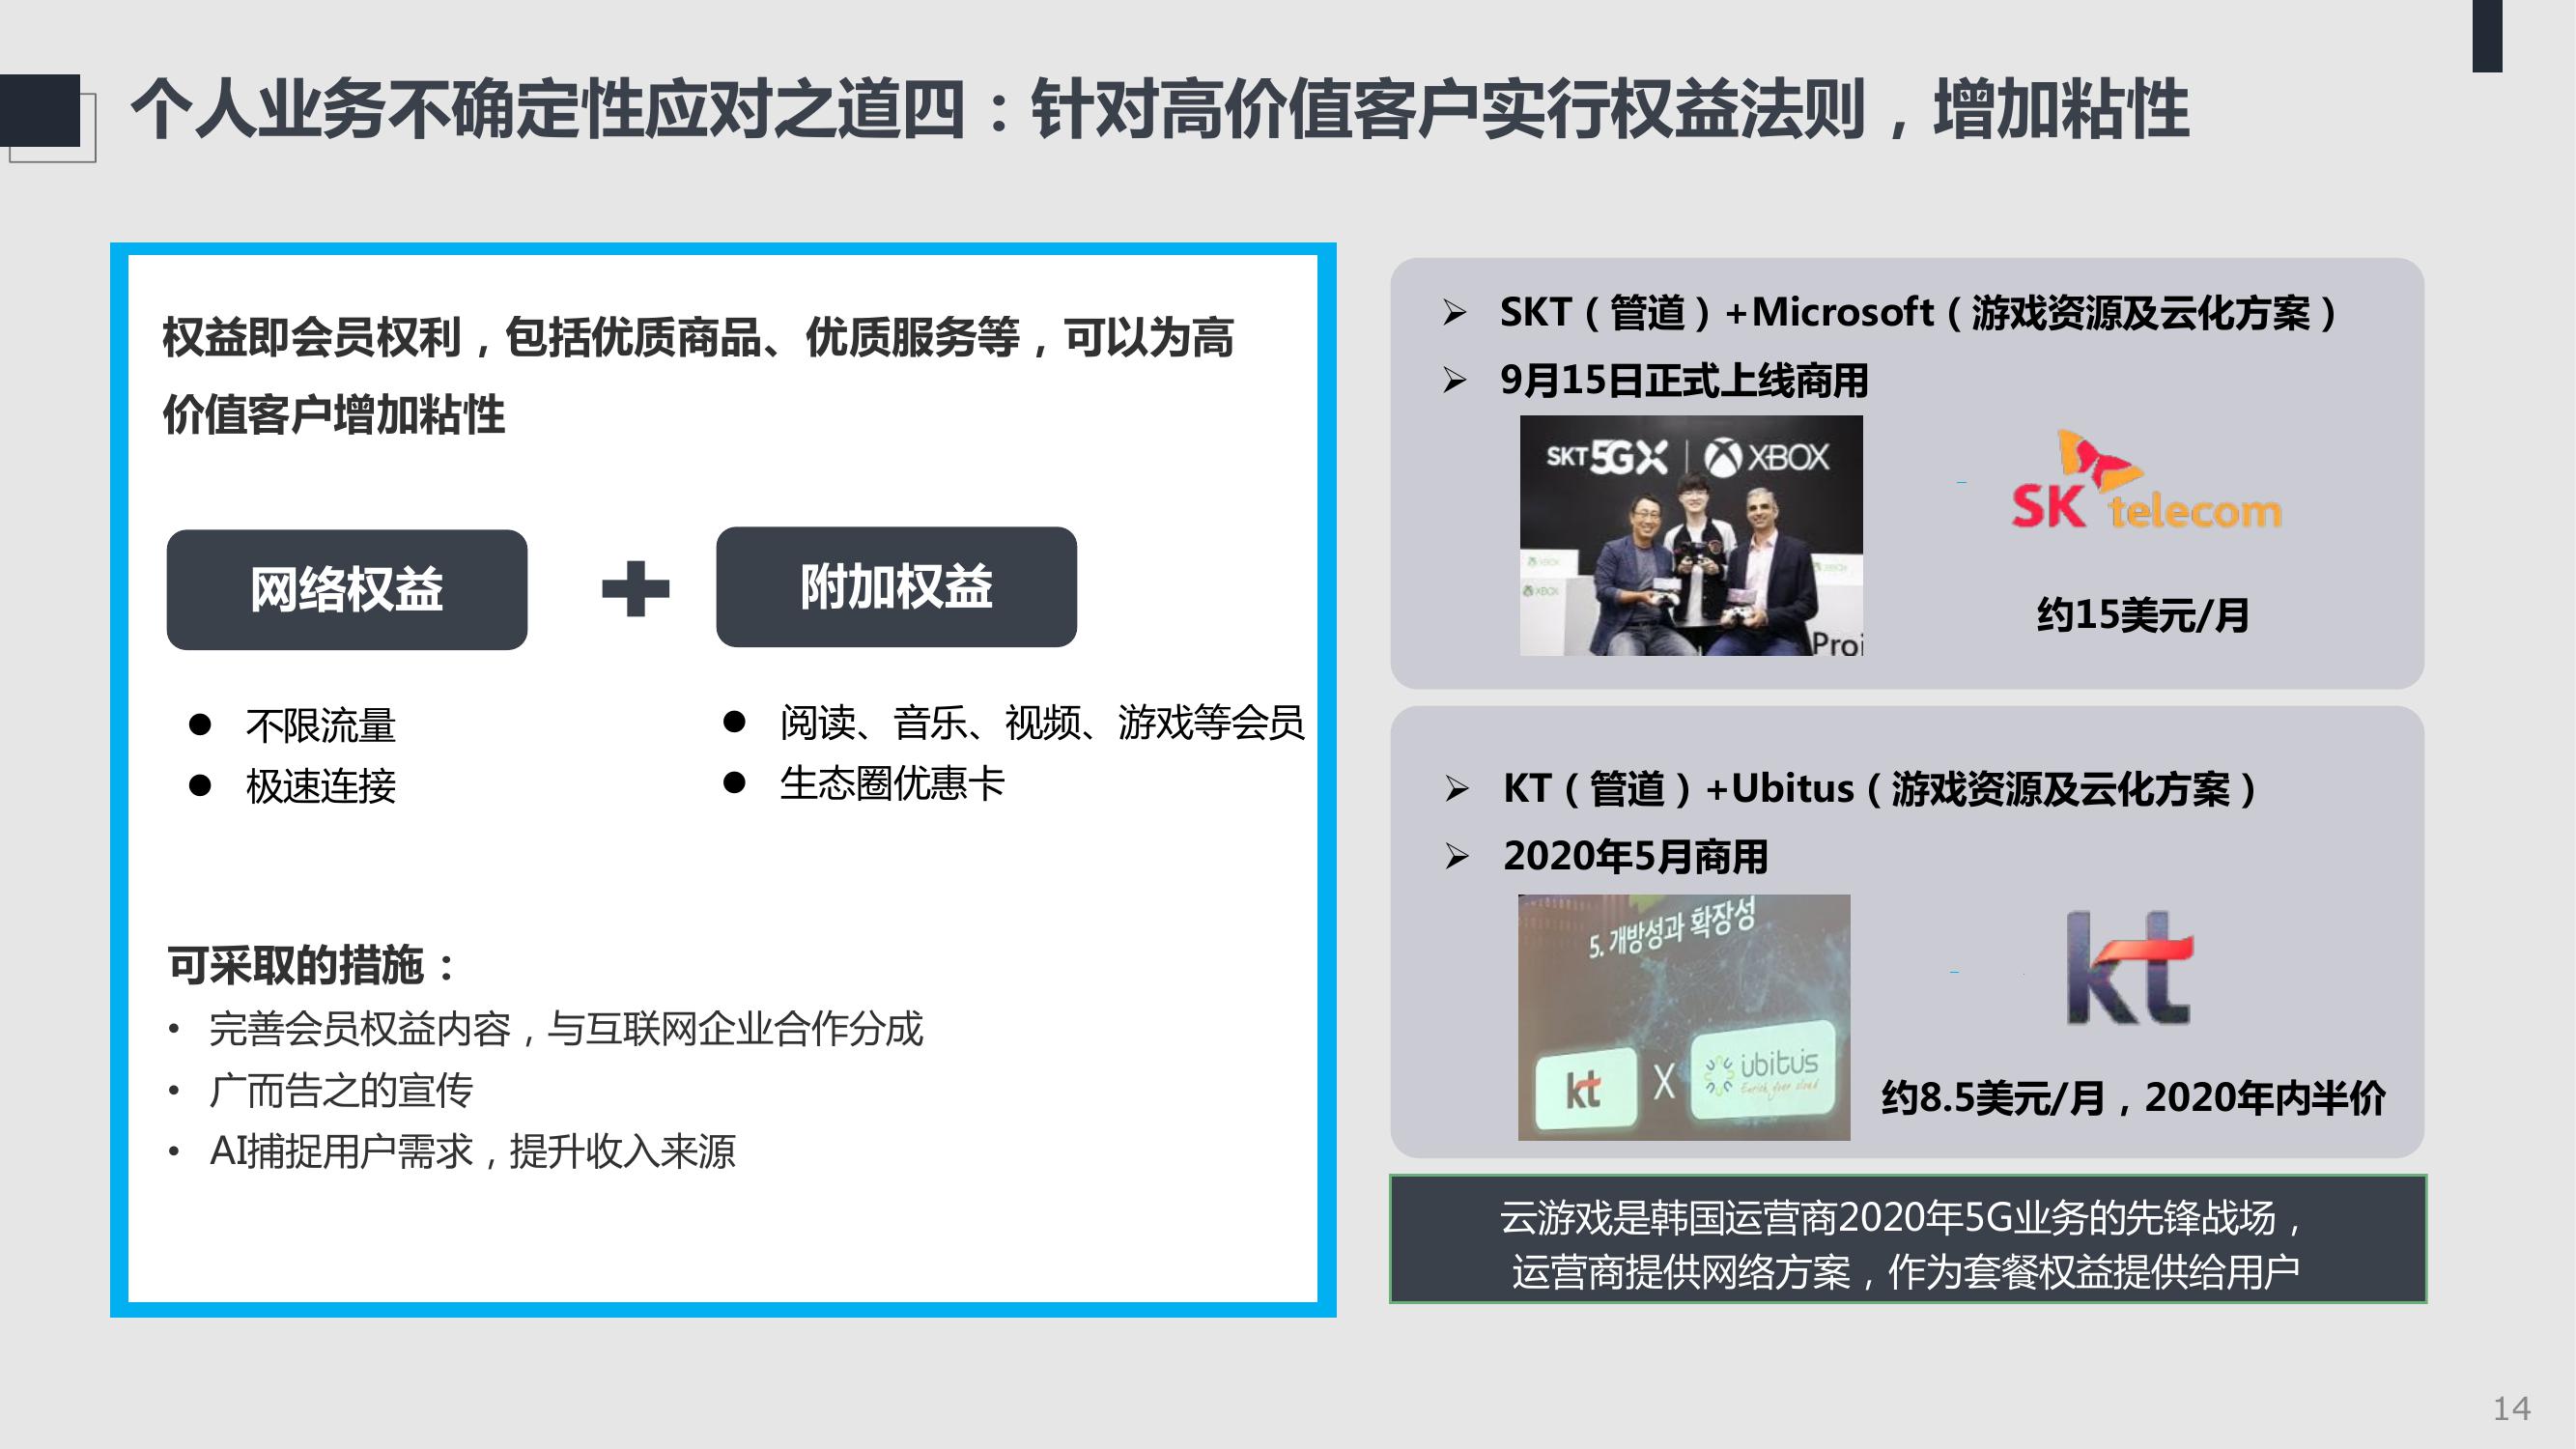 个人业务不确定性应对之道四：针对高价值客户实行权益法则，增加粘性
权益即会员权利，包括优质商品、优质服务等，可以为高
价值客户增加粘性
网络权益
附加权益
● 不限流量
● 极速连接
● 阅读、音乐、视频、游戏等会员
● 生态圈优惠卡
可采取的措施：
• 完善会员权益内容，与互联网企业合作分成
• 广而告之的宣传
• AI捕捉用户需求，提升收入来源
➢ SKT（管道）+Microsoft（游戏资源及云化方案）
➢ 9月15日正式上线商用
SKT 5GX | XBOX
XBOX
XBOX
XBOX
Proj
SK telecom
约15美元/月
➢ KT（管道）+Ubitus（游戏资源及云化方案）
➢ 2020年5月商用
5. 개방성과 확장성
kt X ubitus
Enrich your cloud
kt
约8.5美元/月，2020年内半价
云游戏是韩国运营商2020年5G业务的先锋战场，
运营商提供网络方案，作为套餐权益提供给用户
14